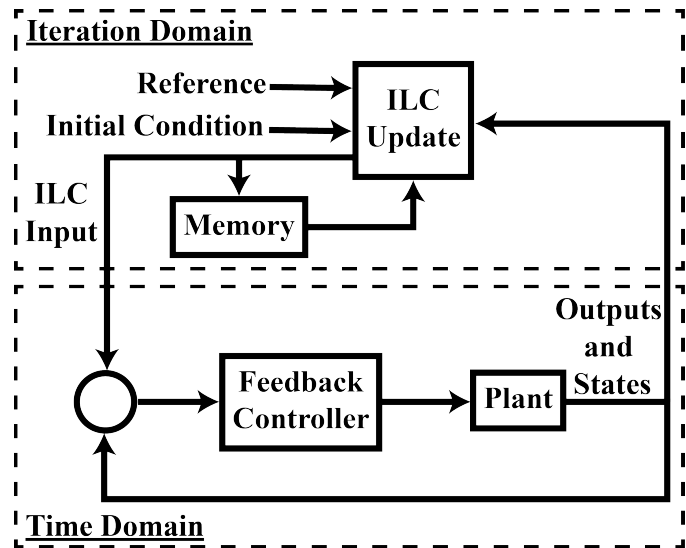 Iteration Domain
Reference
Initial Condition
ILC
Update
ILC
Input
Memory
Outputs
and
States
Feedback
Controller
Plant
Time Domain